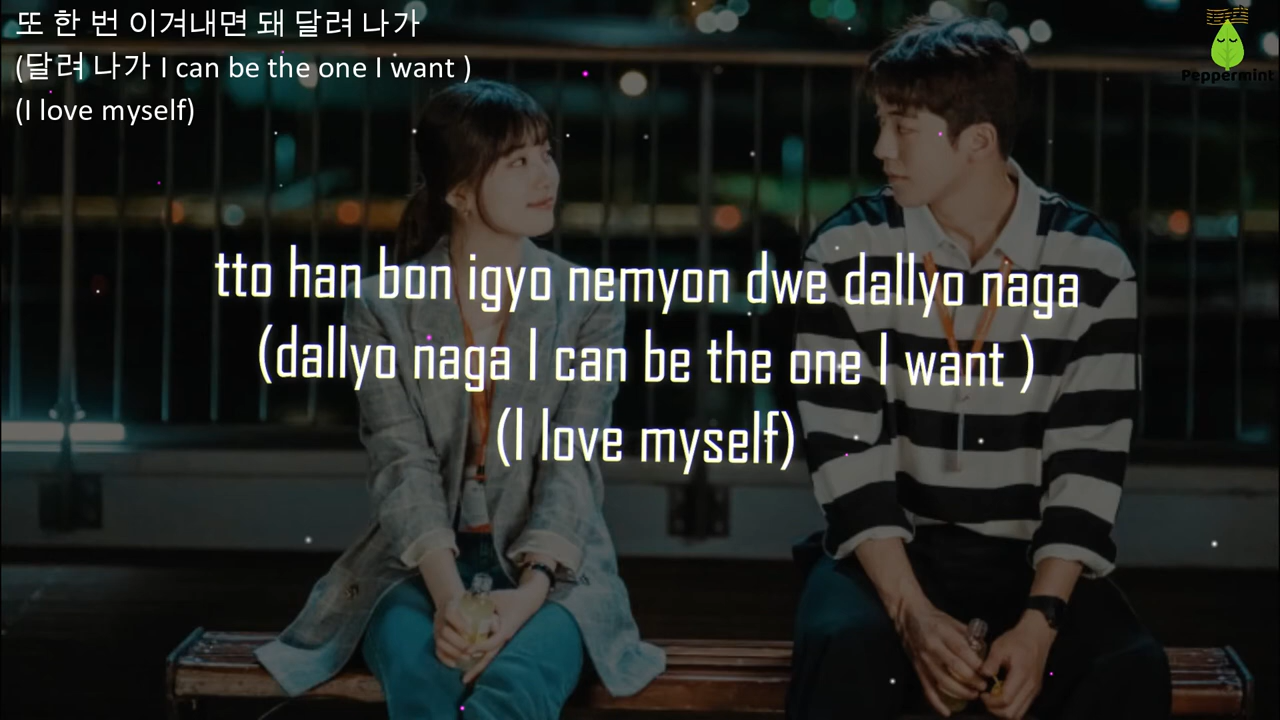 또 한 번 이겨내면 돼 달려 나가
(달려 나가 I can be the one I want )
(I love myself)
Peppermint
tto han bon igyo nemyon dwe dallyo naga
(dallyo naga I can be the one I want )
(I love myself)